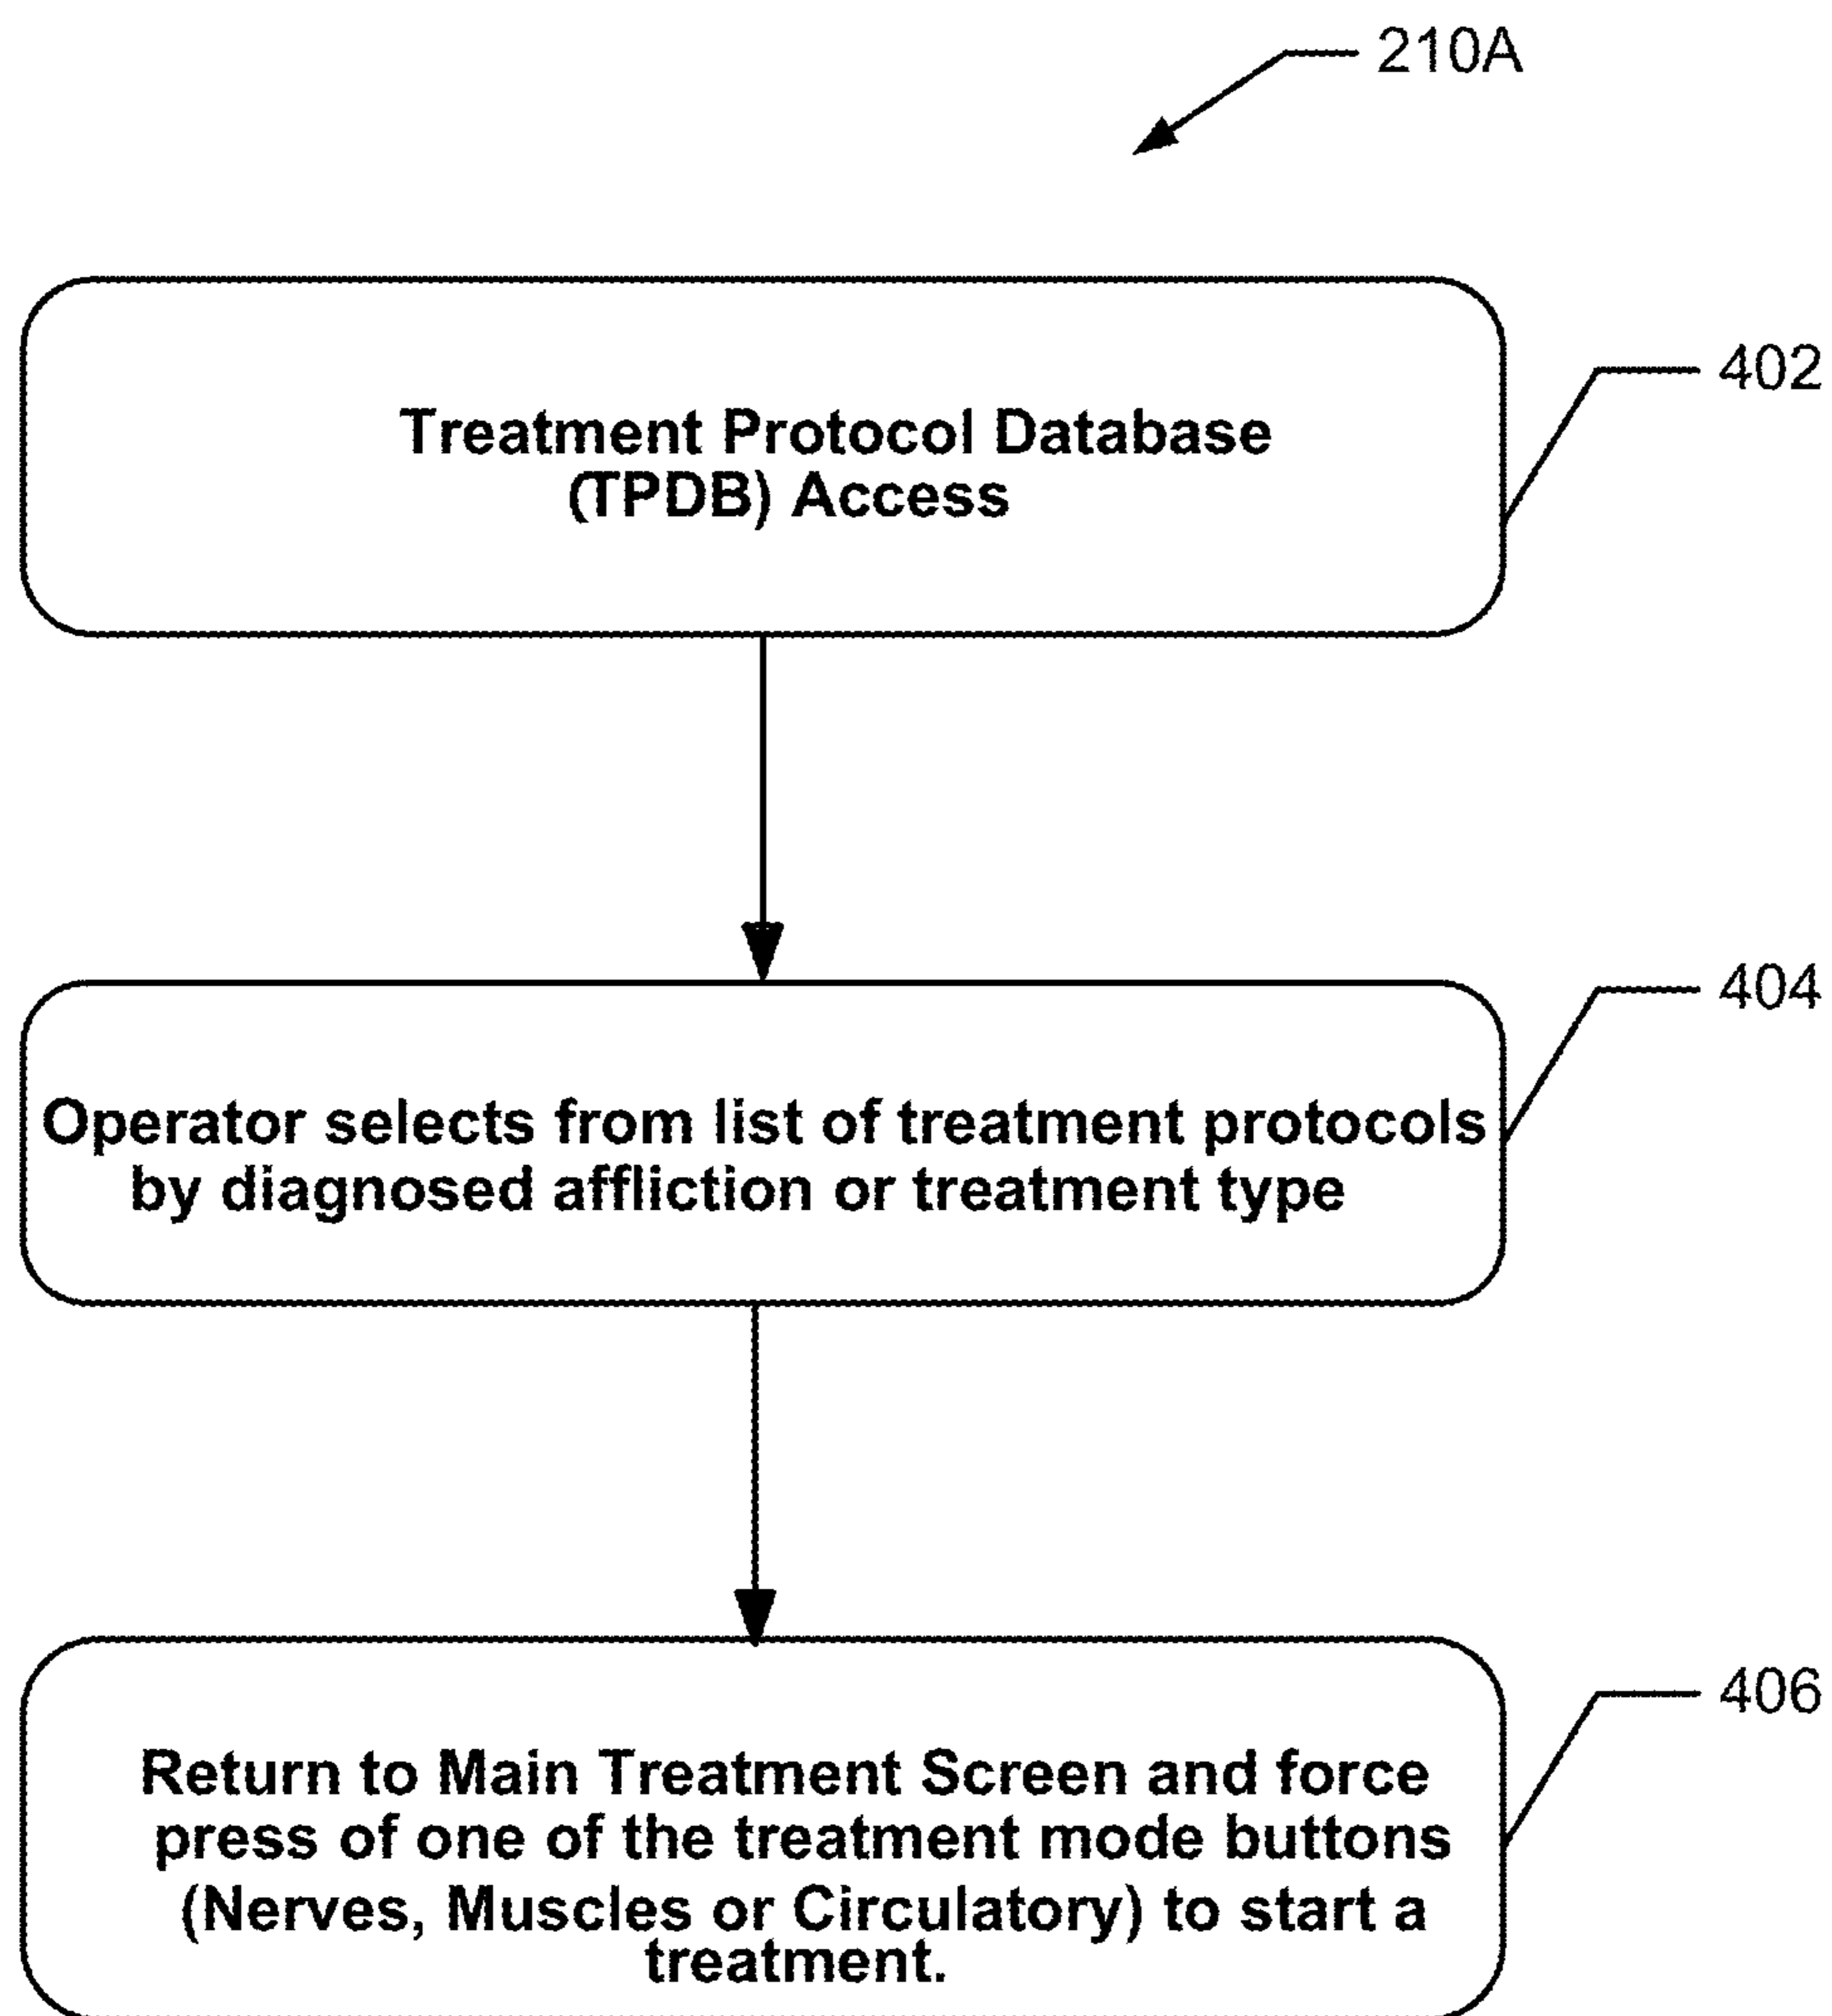 210A
Treatment Protocol Database
(TPDB) Access
402
Operator selects from list of treatment protocols
by diagnosed affliction or treatment type
404
Return to Main Treatment Screen and force
press of one of the treatment mode buttons
(Nerves, Muscles or Circulatory) to start a
treatment.
406